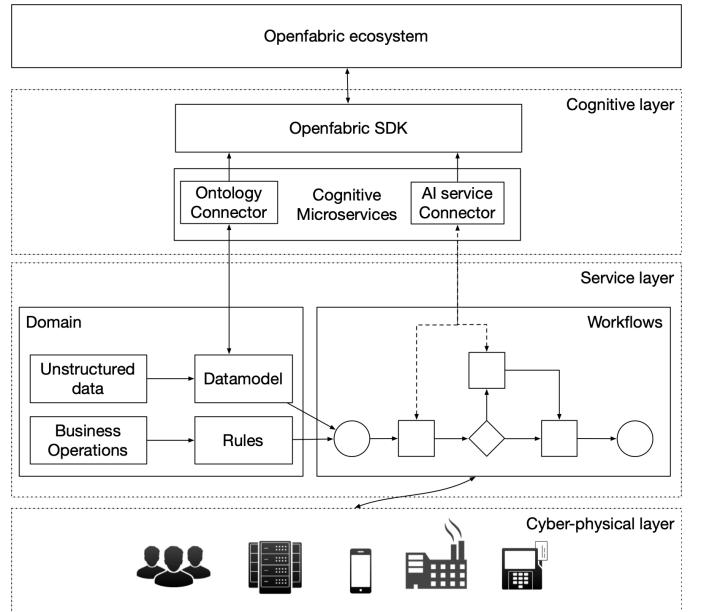 Openfabric ecosystem
Cognitive layer
Openfabric SDK
Ontology
Connector
Cognitive
Microservices
AI service
Connector
Service layer
Domain
Workflows
Unstructured
data
Datamodel
Business
Operations
Rules
Cyber-physical layer